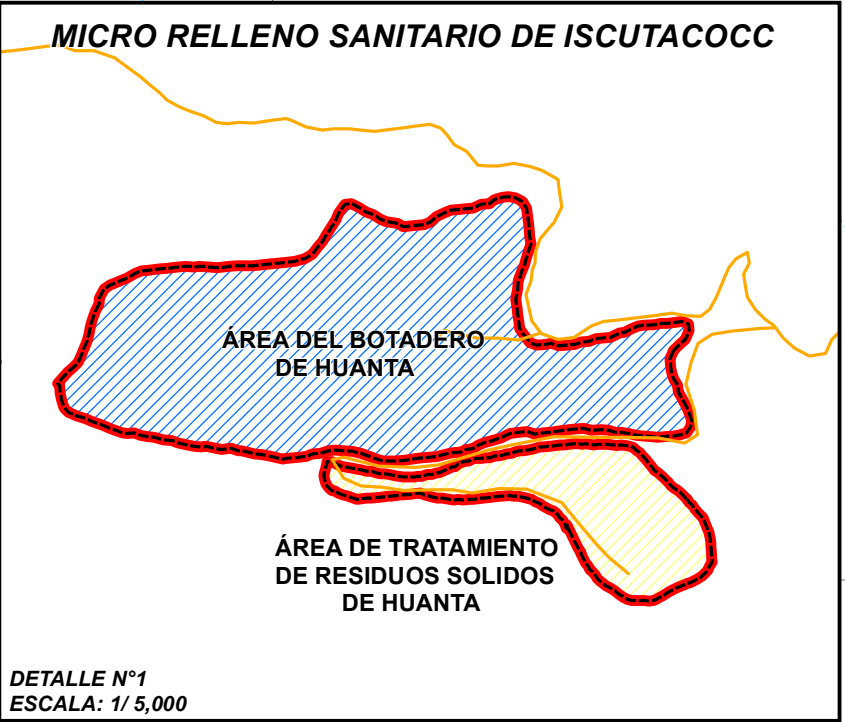 MICRO RELLENO SANITARIO DE ISCUTACOCC
ÁREA DEL BOTADERO
DE HUANTA
ÁREA DE TRATAMIENTO
DE RESIDUOS SOLIDOS
DE HUANTA
DETALLE N°1
ESCALA: 1/ 5,000